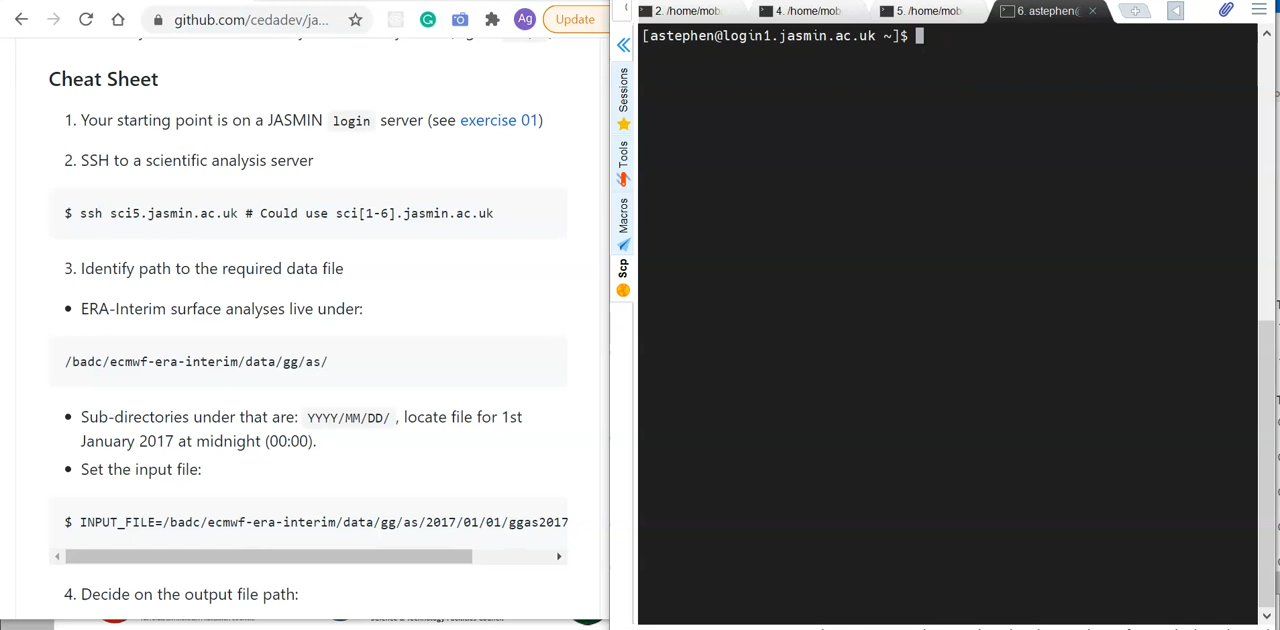 github.com/cedadev/ja...
Ag
Update
2. /home/mob
4. /home/mob
5. /home/mob
6. astephen@
[astephen@login1.jasmin.ac.uk ~]$
Sessions
Tools
Macros
Scp
Cheat Sheet
1. Your starting point is on a JASMIN login server (see exercise 01)
2. SSH to a scientific analysis server
$ ssh sci5.jasmin.ac.uk # Could use sci[1-6].jasmin.ac.uk
3. Identify path to the required data file
• ERA-Interim surface analyses live under:
/badc/ecmwf-era-interim/data/gg/as/
• Sub-directories under that are: YYYY/MM/DD/ , locate file for 1st
January 2017 at midnight (00:00).
• Set the input file:
$ INPUT_FILE=/badc/ecmwf-era-interim/data/gg/as/2017/01/01/ggas2017
4. Decide on the output file path: